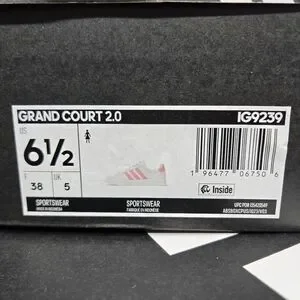 GRAND COURT 2.0 IG9239
US
6½
F UK
38 5
1 96477 06750 6
Inside
SPORTSWEAR SPORTSWEAR
MADE IN INDONESIA FABRIQUÉ EN INDONÉSIE